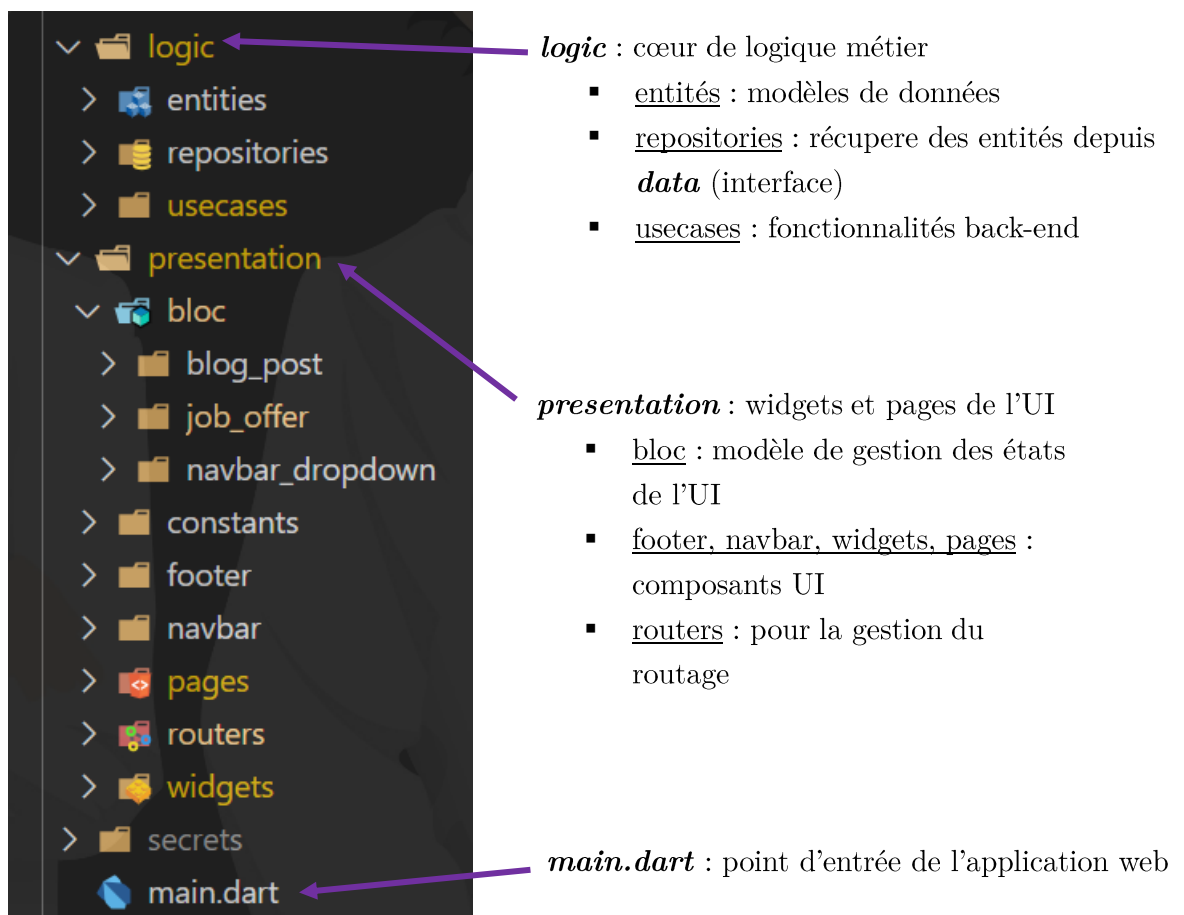 logic
entities
repositories
usecases
presentation
bloc
blog_post
job_offer
navbar_dropdown
constants
footer
navbar
pages
routers
widgets
secrets
main.dart
logic : cœur de logique métier
▪ entités : modèles de données
▪ repositories : récupere des entités depuis
data (interface)
▪ usecases : fonctionnalités back-end
presentation : widgets et pages de l'UI
▪ bloc : modèle de gestion des états
de l'UI
▪ footer, navbar, widgets, pages :
composants UI
▪ routers : pour la gestion du
routage
main.dart : point d'entrée de l'application web